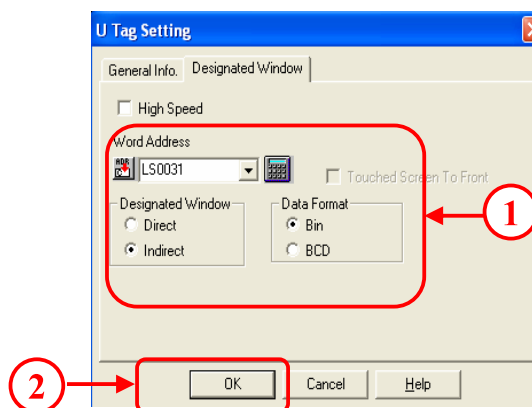 U Tag Setting
General Info. Designated Window
High Speed
Word Address
ADR LS0031 Touched Screen To Front
Designated Window Data Format
Direct Bin
Indirect BCD
1
2
OK Cancel Help